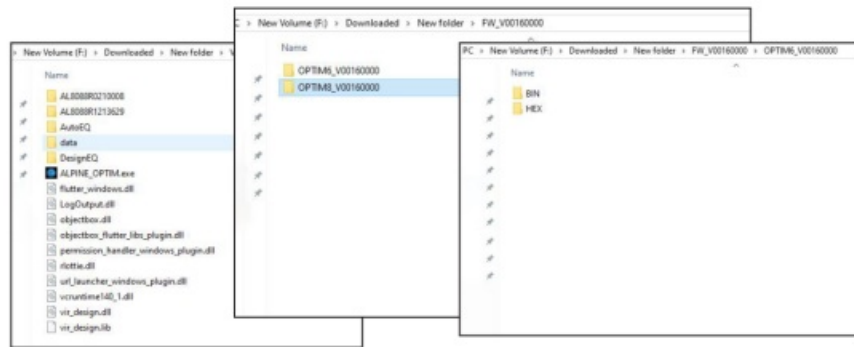 > New Volume (F:) > Downloaded > New folder >
Name
AL8088R0210008
AL8088R1213629
AutoEQ
data
DesignEQ
ALPINE_OPTIM.exe
flutter_windows.dll
LogOutput.dll
objectbox.dll
objectbox_flutter_libs_plugin.dll
permission_handler_windows_plugin.dll
rlottie.dll
url_launcher_windows_plugin.dll
vcruntime140_1.dll
vir_design.dll
vir_design.lib
> New Volume (F:) > Downloaded > New folder > FW_V00160000
Name
OPTIM6_V00160000
OPTIM8_V00160000
PC > New Volume (F:) > Downloaded > New folder > FW_V00160000 > OPTIM6_V00160000
Name
BIN
HEX